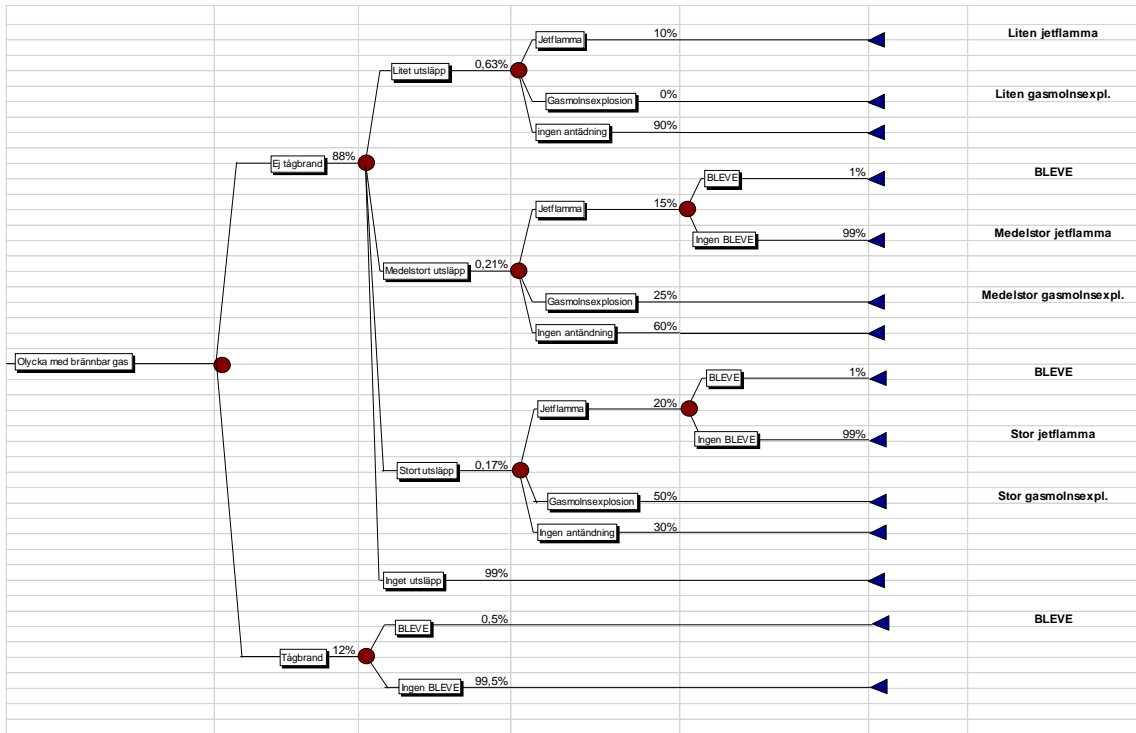 Jetflamma 10% Liten jetflamma
Litet utsläpp 0,63%
Gasmolnsexplosion 0% Liten gasmolnsexpl.
ingen antädning 90%
Ej tågbrand 88%
BLEVE 1% BLEVE
Jetflamma 15%
Ingen BLEVE 99% Medelstor jetflamma
Medelstort utsläpp 0,21%
Gasmolnsexplosion 25% Medelstor gasmolnsexpl.
Ingen antändning 60%
Olycka med brännbar gas
BLEVE 1% BLEVE
Jetflamma 20%
Ingen BLEVE 99% Stor jetflamma
Stort utsläpp 0,17%
Gasmolnsexplosion 50% Stor gasmolnsexpl.
Ingen antändning 30%
Inget utsläpp 99%
BLEVE 0,5% BLEVE
Tågbrand 12%
Ingen BLEVE 99,5%